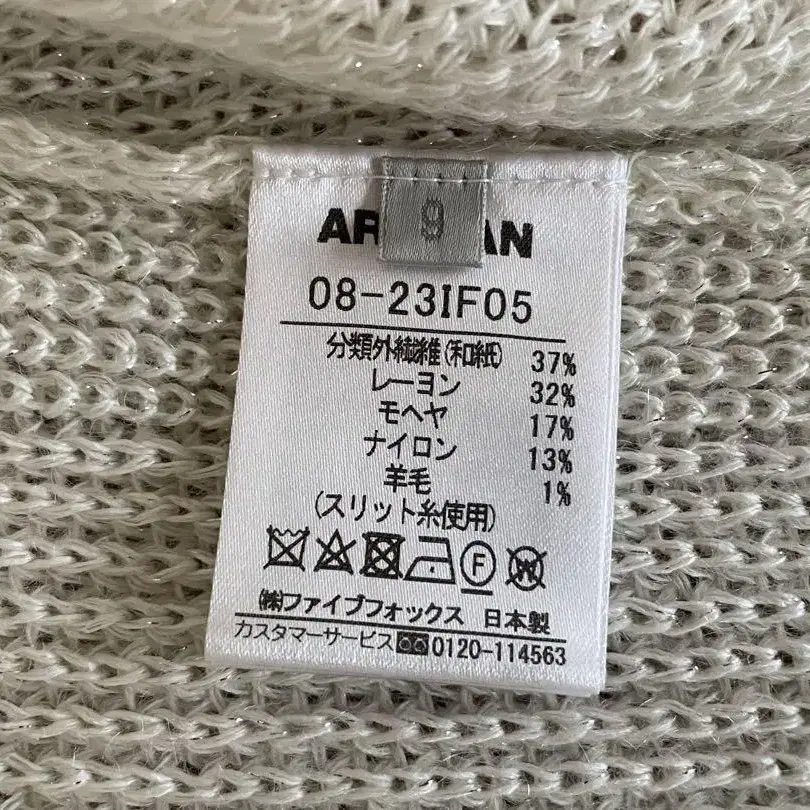 9
08-23IF05
分類外繊維(和紙) 37%
レーヨン 32%
モヘヤ 17%
ナイロン 13%
羊毛 1%
(スリット糸使用)
F
W
㈱ファイブフォックス 日本製
カスタマーサービス 0120-114563